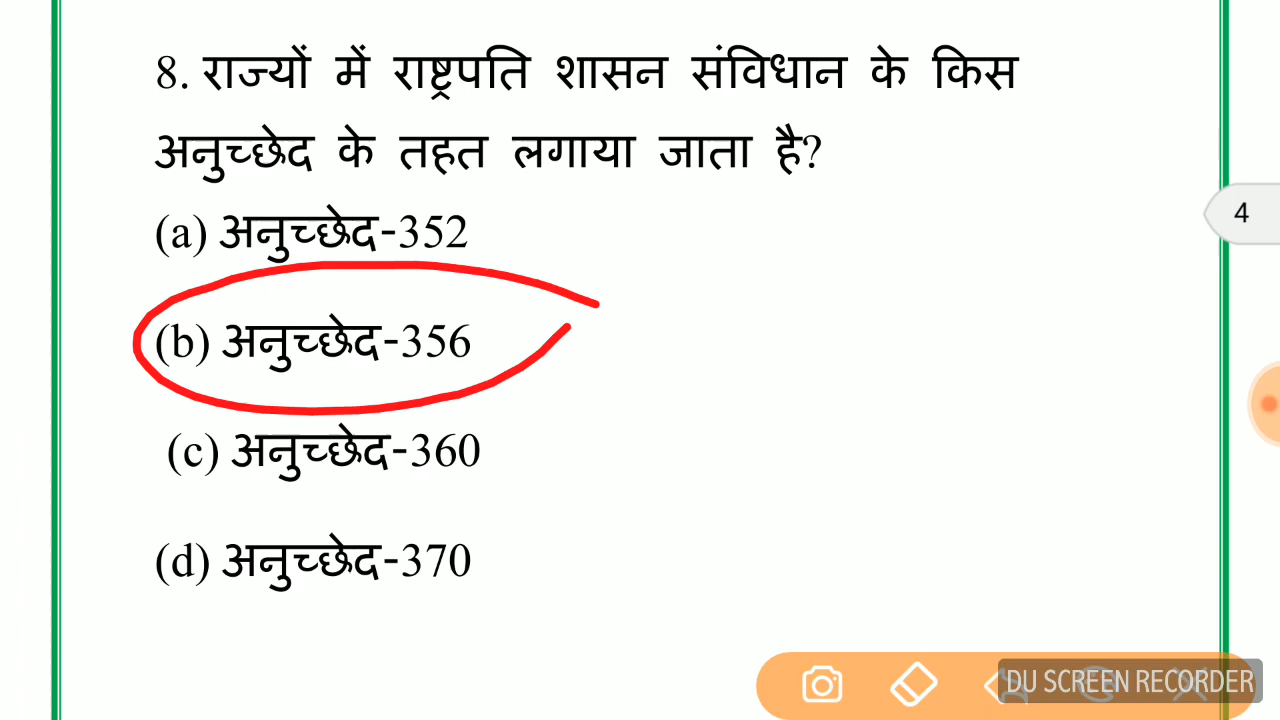 8. राज्यों में राष्ट्रपति शासन संविधान के किस
अनुच्छेद के तहत लगाया जाता है?
(a) अनुच्छेद-352
(b) अनुच्छेद-356
(c) अनुच्छेद-360
(d) अनुच्छेद-370
4
DU SCREEN RECORDER